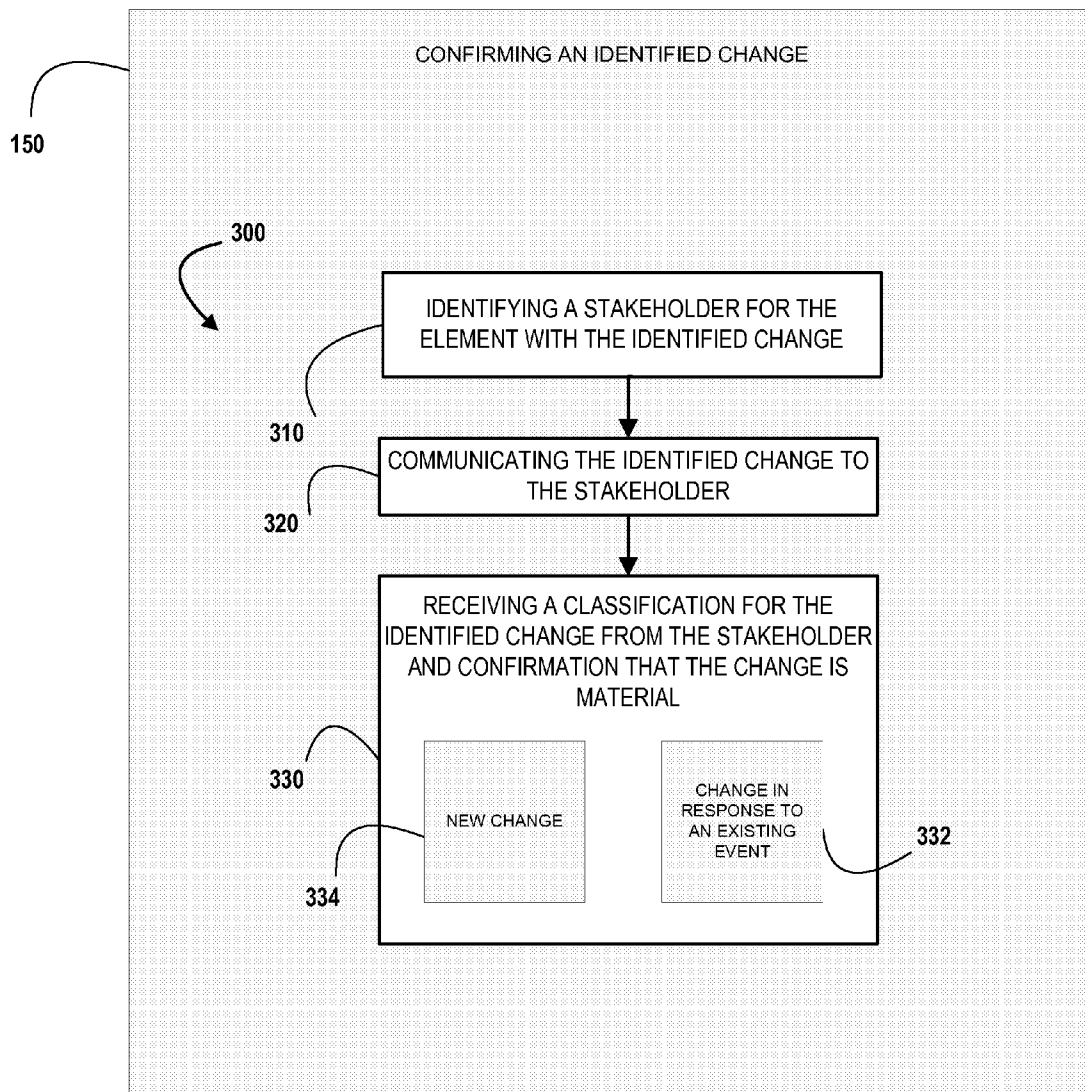 CONFIRMING AN IDENTIFIED CHANGE
150
300
IDENTIFYING A STAKEHOLDER FOR THE
ELEMENT WITH THE IDENTIFIED CHANGE
310
COMMUNICATING THE IDENTIFIED CHANGE TO
THE STAKEHOLDER
320
RECEIVING A CLASSIFICATION FOR THE
IDENTIFIED CHANGE FROM THE STAKEHOLDER
AND CONFIRMATION THAT THE CHANGE IS
MATERIAL
330
NEW CHANGE
334
CHANGE IN
RESPONSE TO
AN EXISTING
EVENT
332